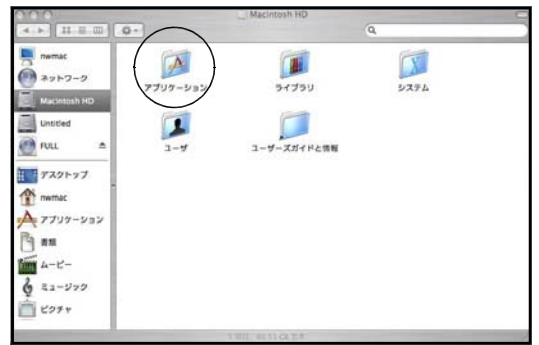 Macintosh HD
nwmac
ネットワーク
Macintosh HD
Untitled
FULL
デスクトップ
nwmac
アプリケーション
書類
ムービー
ミュージック
ピクチャ
アプリケーション
ライブラリ
システム
ユーザ
ユーザーズガイドと情報